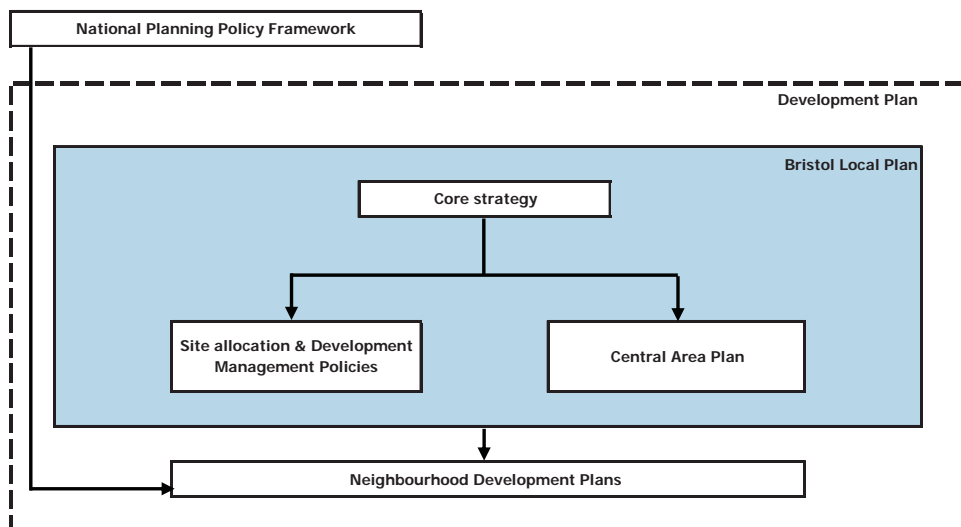 National Planning Policy Framework
Development Plan
Bristol Local Plan
Core strategy
Site allocation & Development
Management Policies
Central Area Plan
Neighbourhood Development Plans